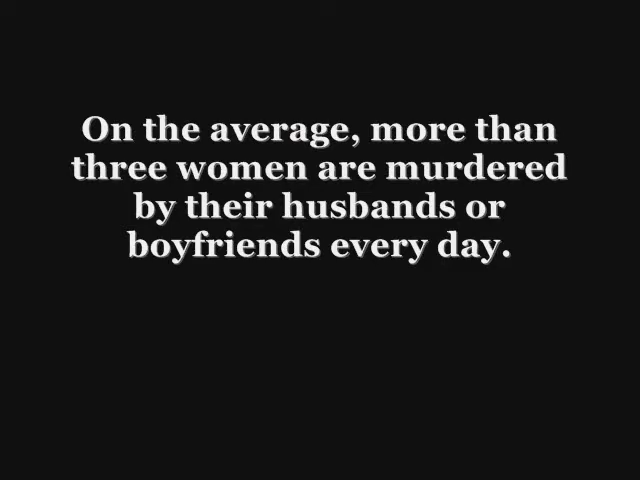 On the average, more than
three women are murdered
by their husbands or
boyfriends every day.